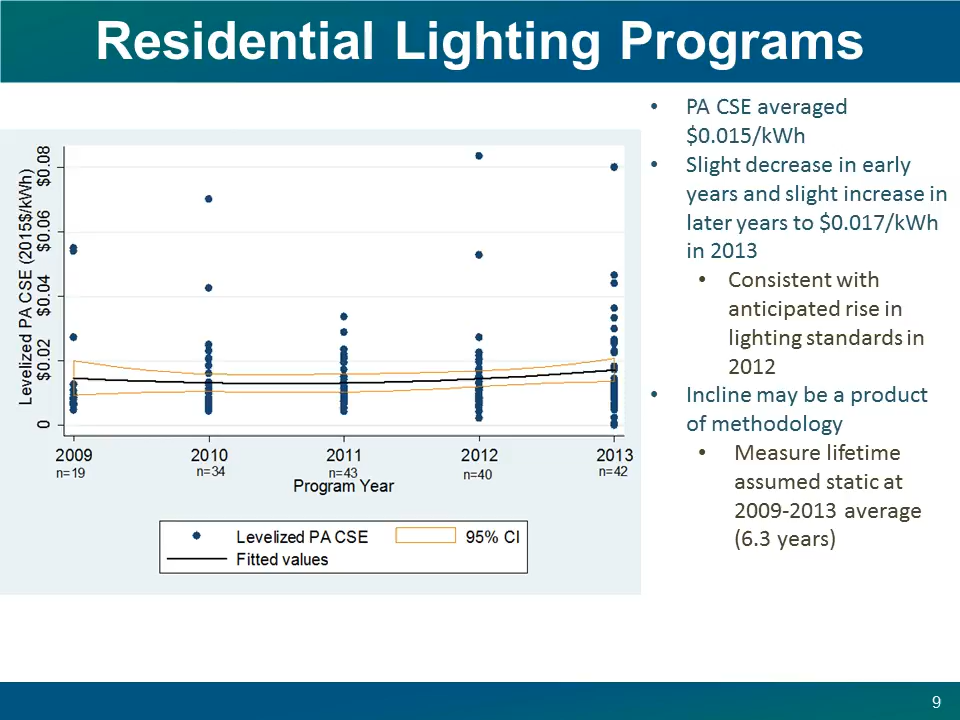 Residential Lighting Programs
• PA CSE averaged
$0.015/kWh
• Slight decrease in early
years and slight increase in
later years to $0.017/kWh
in 2013
• Consistent with
anticipated rise in
lighting standards in
2012
• Incline may be a product
of methodology
• Measure lifetime
assumed static at
2009-2013 average
(6.3 years)
Levelized PA CSE (2015$/kWh)
$0.08
$0.06
$0.04
$0.02
0
2009 2010 2011 2012 2013
n=19 n=34 n=43 n=40 n=42
Program Year
Levelized PA CSE 95% CI
Fitted values
9